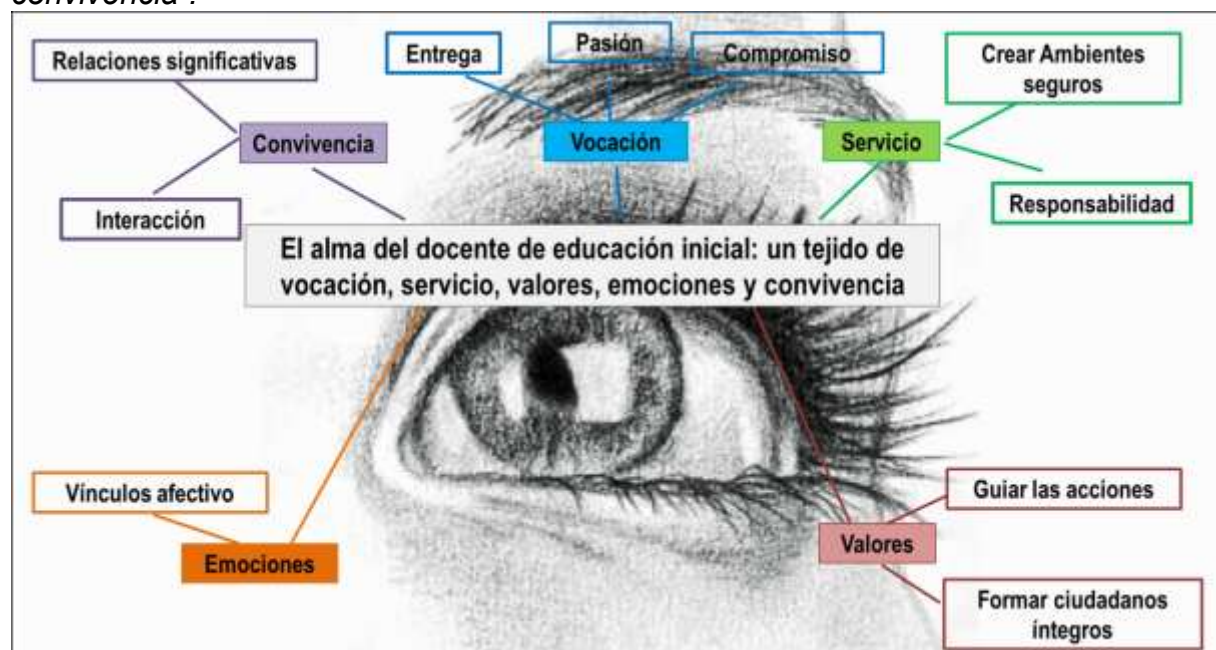 convivencia".
Relaciones significativas
Entrega
Pasión
Compromiso
Crear Ambientes
seguros
Convivencia
Vocación
Servicio
Interacción
Responsabilidad
El alma del docente de educación inicial: un tejido de
vocación, servicio, valores, emociones y convivencia
Vínculos afectivo
Emociones
Guiar las acciones
Valores
Formar ciudadanos
íntegros